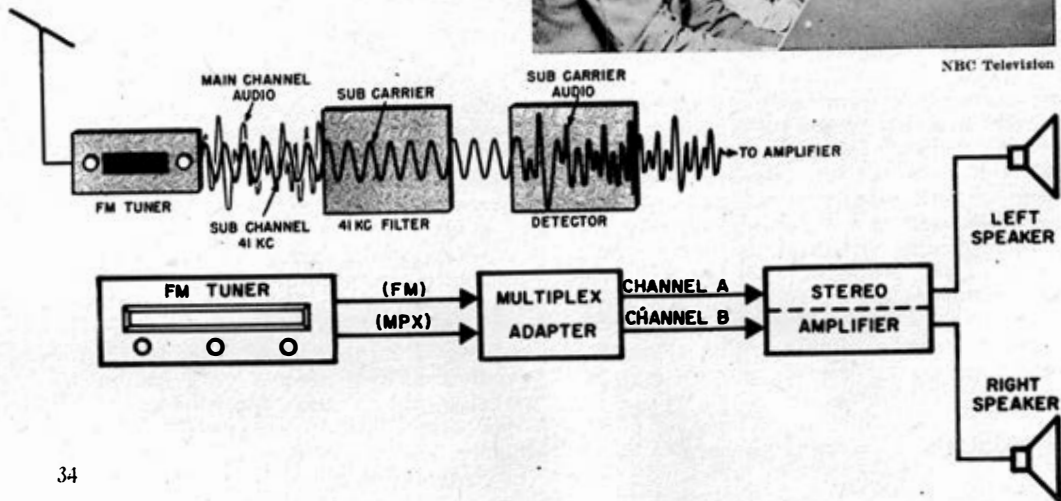 NBC Television
MAIN CHANNEL
AUDIO
SUB CARRIER
SUB CARRIER
AUDIO
TO AMPLIFIER
FM TUNER
SUB CHANNEL
41 KC
41 KC FILTER
DETECTOR
LEFT
SPEAKER
FM TUNER
(FM)
(MPX)
MULTIPLEX
ADAPTER
CHANNEL A
CHANNEL B
STEREO
AMPLIFIER
RIGHT
SPEAKER
34